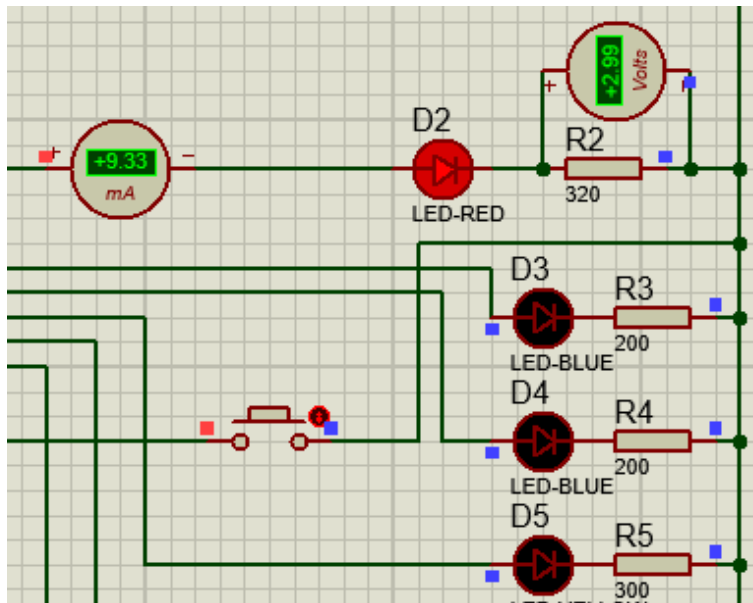 +2.99
Volts
+
D2
R2
+
+9.33
mA
−
LED-RED
320
D3
R3
LED-BLUE
200
D4
R4
LED-BLUE
200
D5
R5
300